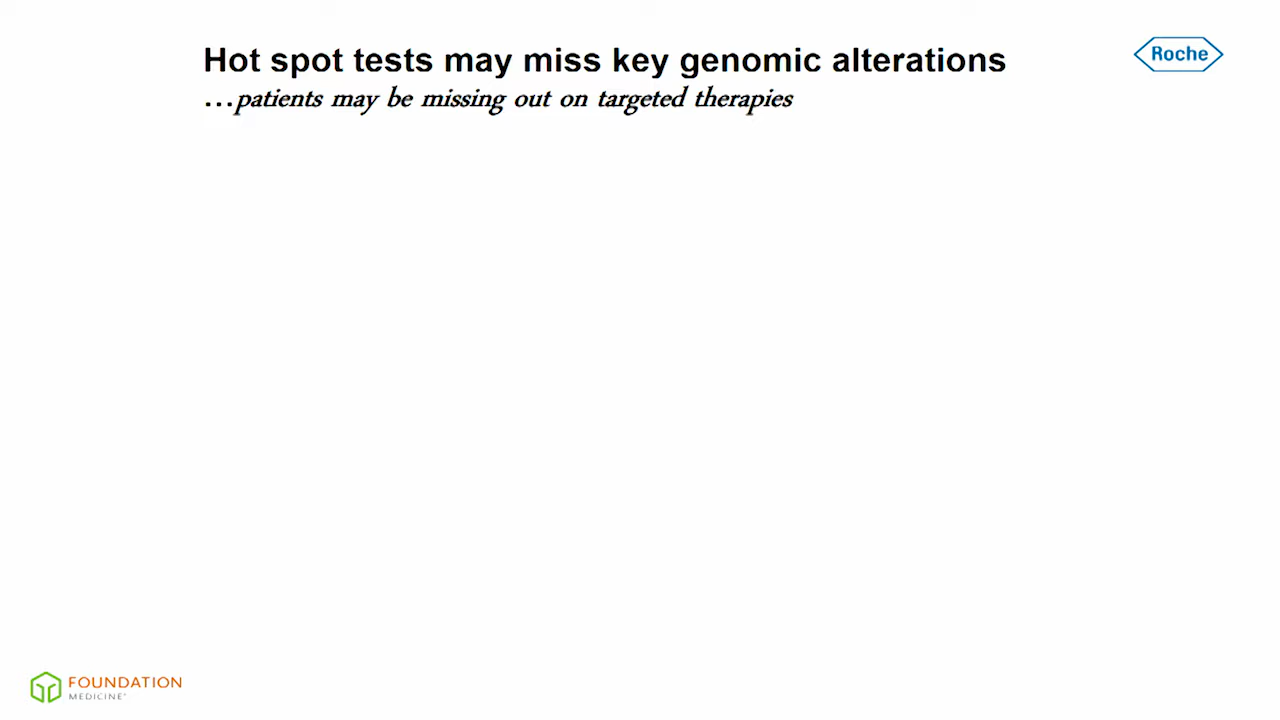 Hot spot tests may miss key genomic alterations
Roche
…patients may be missing out on targeted therapies
FOUNDATION
MEDICINE®